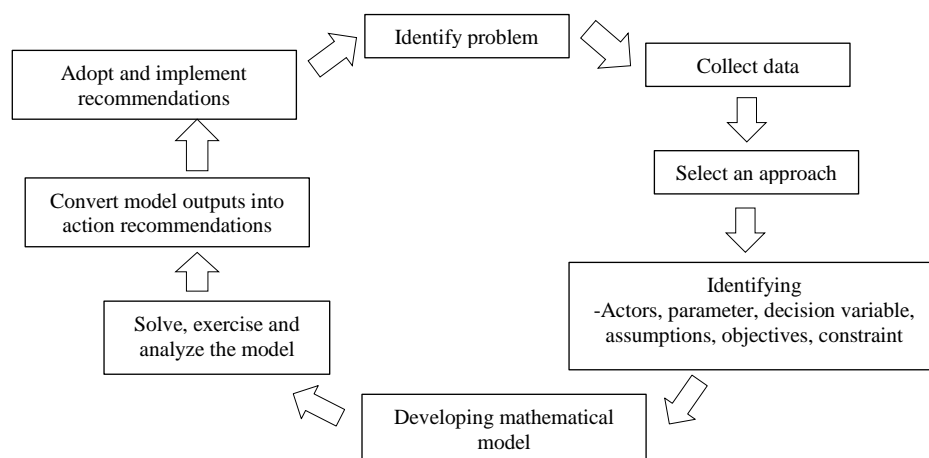 Identify problem
Collect data
Select an approach
Identifying
-Actors, parameter, decision variable,
assumptions, objectives, constraint
Developing mathematical
model
Solve, exercise and
analyze the model
Convert model outputs into
action recommendations
Adopt and implement
recommendations